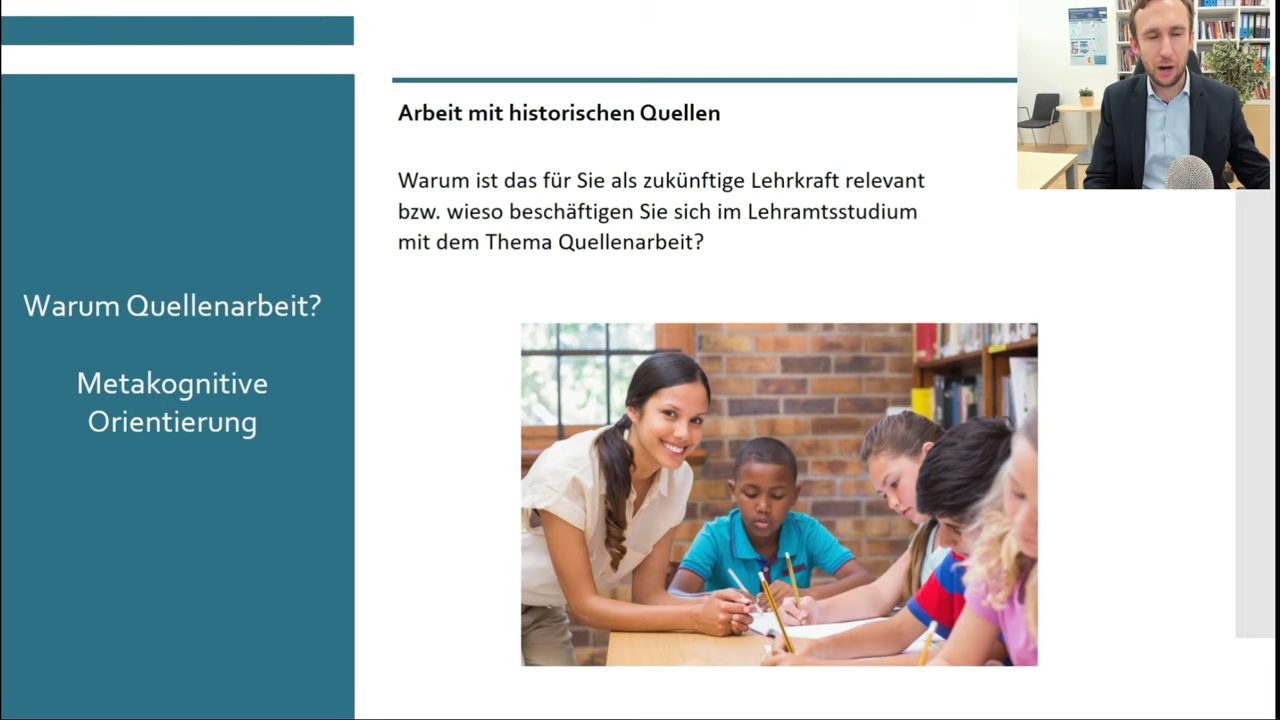 Warum Quellenarbeit?
Metakognitive
Orientierung
Arbeit mit historischen Quellen
Warum ist das für Sie als zukünftige Lehrkraft relevant
bzw. wieso beschäftigen Sie sich im Lehramtsstudium
mit dem Thema Quellenarbeit?